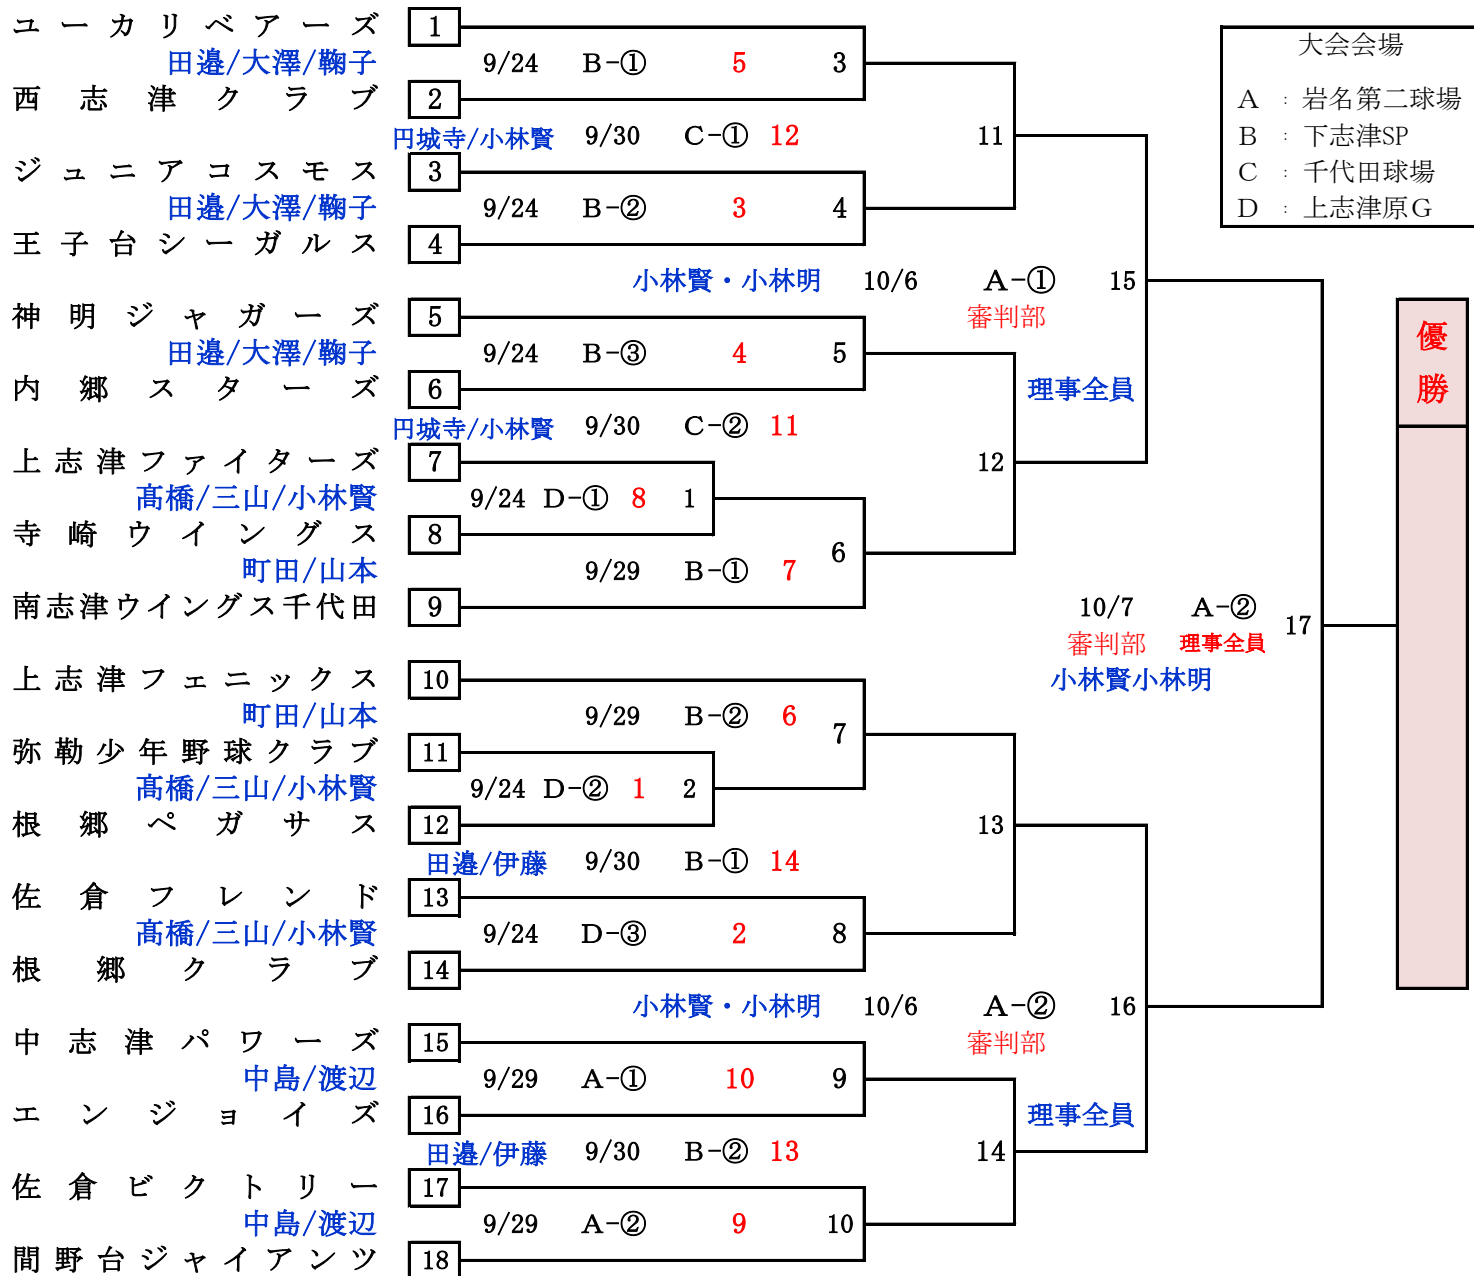 ユーカリベアーズ 1
田邉/大澤/鞠子 9/24 B-① 5 3
西志津クラブ 2
円城寺/小林賢 9/30 C-① 12 11
ジュニアコスモス 3
田邉/大澤/鞠子 9/24 B-② 3 4
王子台シーガルス 4
小林賢・小林明 10/6 A-① 15
審判部
神明ジャガーズ 5
田邉/大澤/鞠子 9/24 B-③ 4 5
内郷スターズ 6
理事全員
円城寺/小林賢 9/30 C-② 11
上志津ファイターズ 7
12
髙橋/三山/小林賢 9/24 D-① 8 1
寺崎ウイングス 8
6
町田/山本 9/29 B-① 7
南志津ウイングス千代田 9
10/7 A-② 17
審判部 理事全員
小林賢小林明
上志津フェニックス 10
町田/山本 9/29 B-② 6 7
弥勒少年野球クラブ 11
髙橋/三山/小林賢 9/24 D-② 1 2
根郷ペガサス 12
13
田邉/伊藤 9/30 B-① 14
佐倉フレンド 13
髙橋/三山/小林賢 9/24 D-③ 2 8
根郷クラブ 14
小林賢・小林明 10/6 A-② 16
審判部
中志津パワーズ 15
中島/渡辺 9/29 A-① 10 9
エンジョイズ 16
理事全員
田邉/伊藤 9/30 B-② 13 14
佐倉ビクトリー 17
中島/渡辺 9/29 A-② 9 10
間野台ジャイアンツ 18
大会会場
A : 岩名第二球場
B : 下志津SP
C : 千代田球場
D : 上志津原G
優
勝